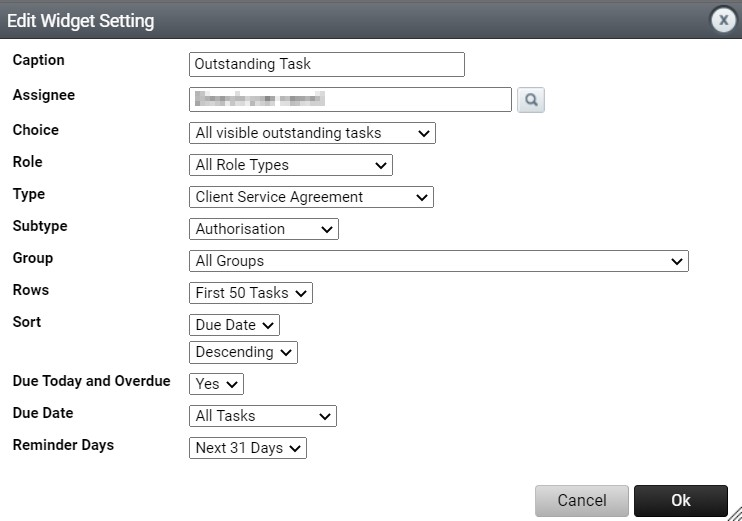 Edit Widget Setting X
Caption Outstanding Task
Assignee
Choice All visible outstanding tasks
Role All Role Types
Type Client Service Agreement
Subtype Authorisation
Group All Groups
Rows First 50 Tasks
Sort Due Date
Descending
Due Today and Overdue Yes
Due Date All Tasks
Reminder Days Next 31 Days
Cancel Ok